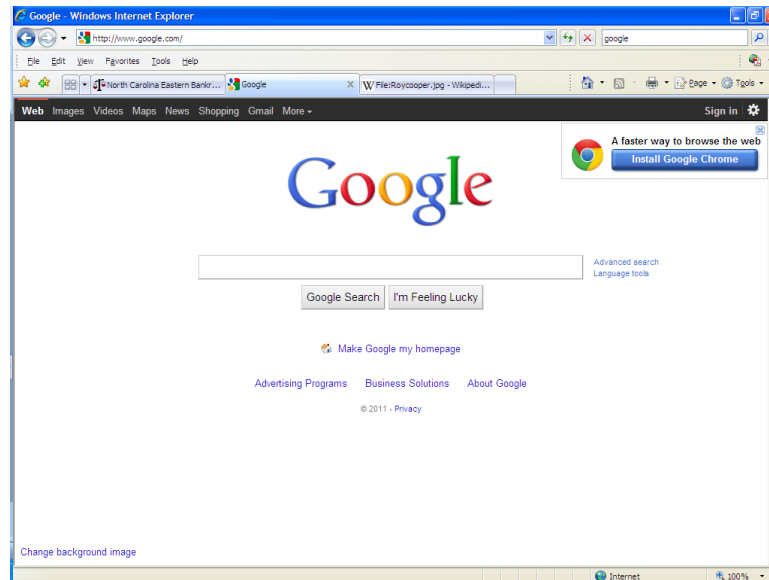 Google - Windows Internet Explorer
http://www.google.com/
google
File Edit View Favorites Tools Help
North Carolina Eastern Bankr... Google X W File:Roycooper.jpg - Wikipedi... Page Tools
Web Images Videos Maps News Shopping Gmail More Sign in
A faster way to browse the web
Install Google Chrome
Google
Advanced search
Language tools
Google Search I'm Feeling Lucky
Make Google my homepage
Advertising Programs Business Solutions About Google
© 2011 - Privacy
Change background image
Internet 100%